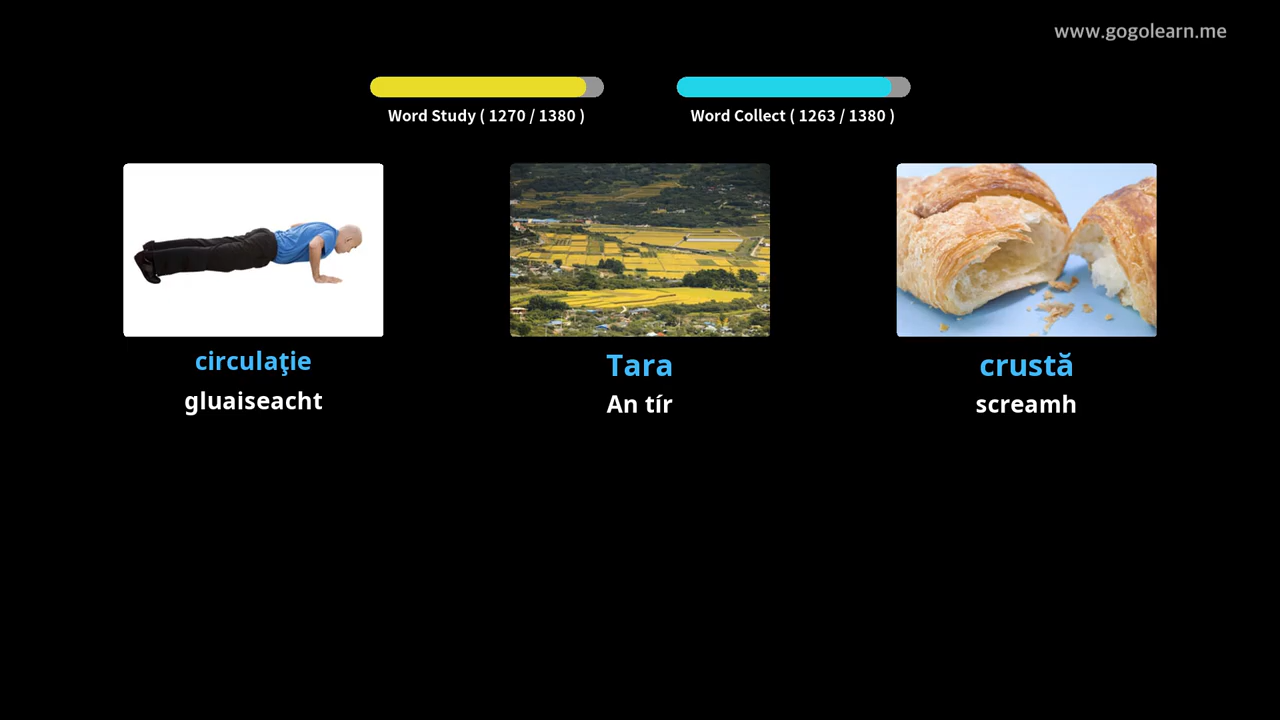 www.gogolearn.me
Word Study ( 1270 / 1380 )
Word Collect ( 1263 / 1380 )
circulaţie
gluaiseacht
Tara
An tír
crustă
screamh